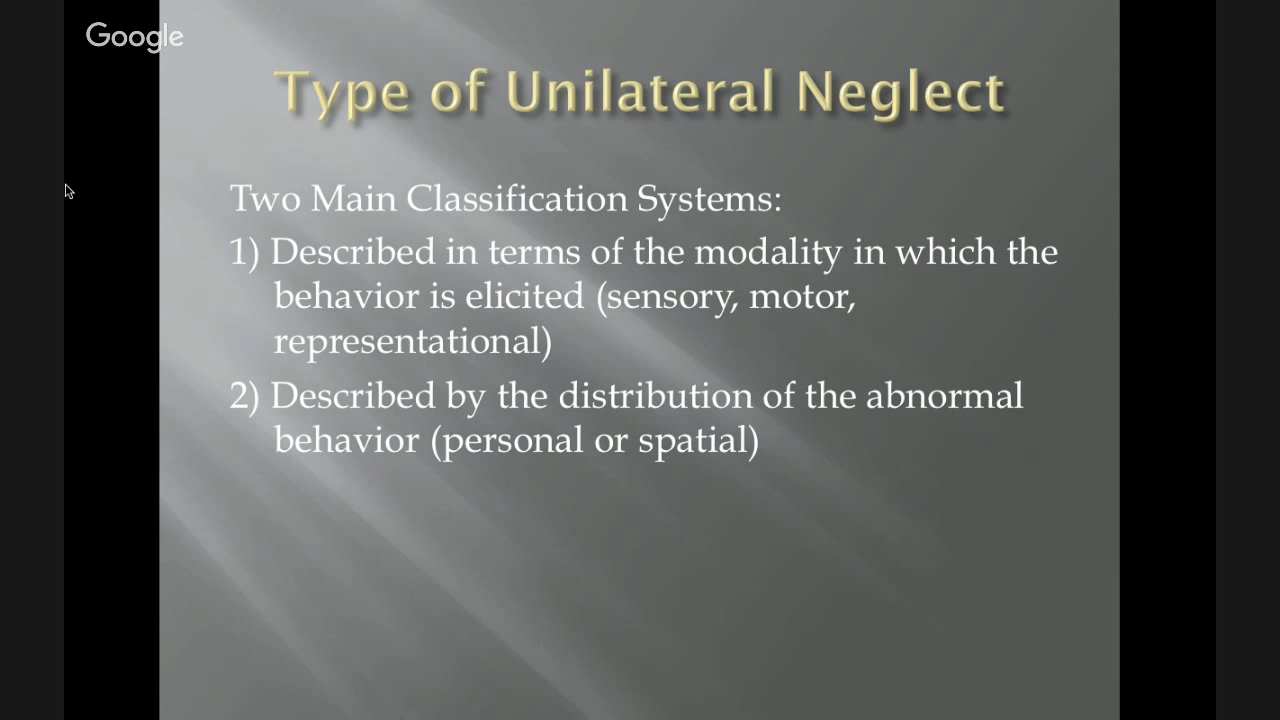 Google
Type of Unilateral Neglect
Two Main Classification Systems:
1) Described in terms of the modality in which the
behavior is elicited (sensory, motor,
representational)
2) Described by the distribution of the abnormal
behavior (personal or spatial)